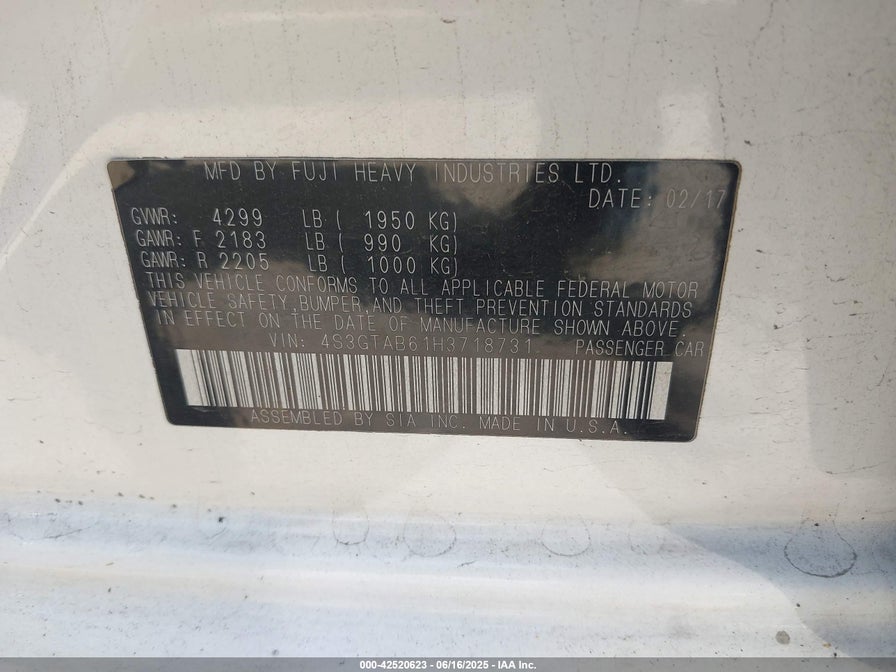 MFD BY FUJI HEAVY INDUSTRIES LTD.
DATE: 02/17
GVWR: 4299 LB ( 1950 KG)
GAWR: F 2183 LB ( 990 KG)
GAWR: R 2205 LB ( 1000 KG)
THIS VEHICLE CONFORMS TO ALL APPLICABLE FEDERAL MOTOR
VEHICLE SAFETY,BUMPER,AND THEFT PREVENTION STANDARDS
IN EFFECT ON THE DATE OF MANUFACTURE SHOWN ABOVE.
VIN: 4S3GTAB61H3718731. PASSENGER CAR
ASSEMBLED BY SIA INC. MADE IN U.S.A.
000-42520623 - 06/16/2025 - IAA Inc.